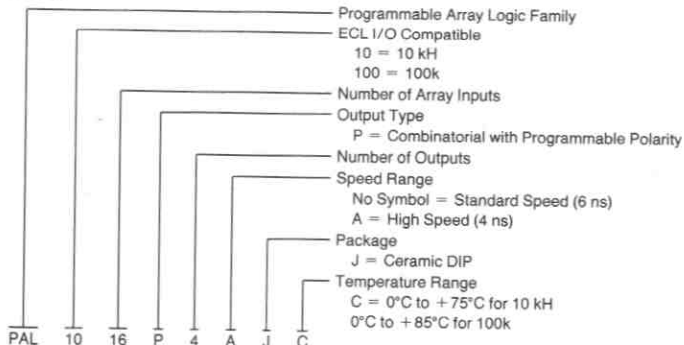 Programmable Array Logic Family
ECL I/O Compatible
10 = 10 kH
100 = 100k
Number of Array Inputs
Output Type
P = Combinatorial with Programmable Polarity
Number of Outputs
Speed Range
No Symbol = Standard Speed (6 ns)
A = High Speed (4 ns)
Package
J = Ceramic DIP
Temperature Range
C = 0°C to +75°C for 10 kH
0°C to +85°C for 100k
PAL 10 16 P 4 A J C